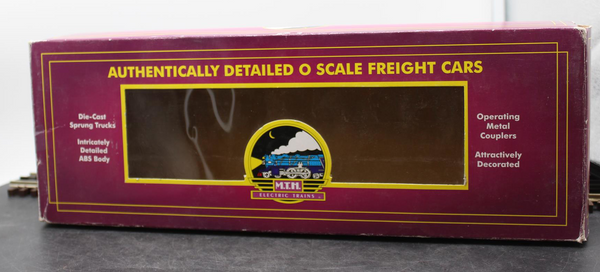 AUTHENTICALLY DETAILED O SCALE FREIGHT CARS
Die-Cast
Sprung Trucks
Intricately
Detailed
ABS Body
Operating
Metal
Couplers
Attractively
Decorated
M.T.H.
ELECTRIC TRAINS